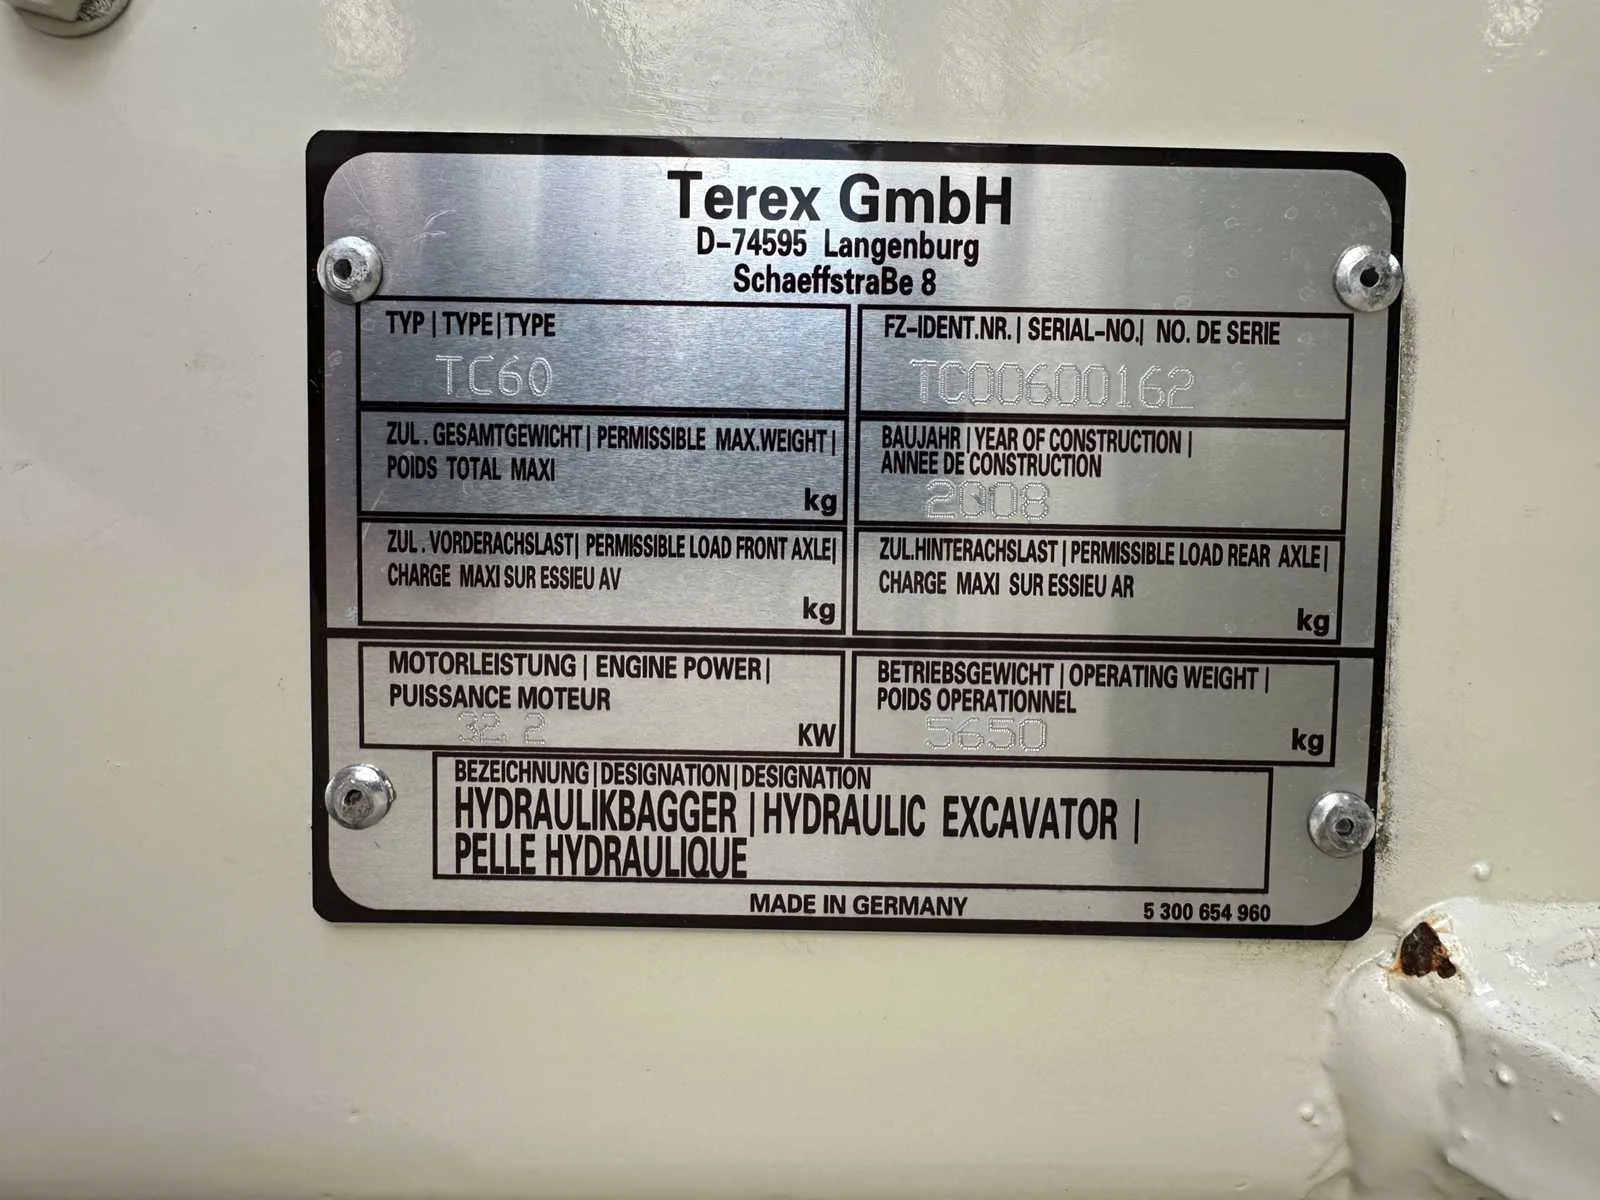 Terex GmbH
D-74595 Langenburg
SchaeffstraBe 8
TYP | TYPE | TYPE
TC60
FZ-IDENT.NR. | SERIAL-NO. | NO. DE SERIE
TC00600162
ZUL. GESAMTGEWICHT | PERMISSIBLE MAX.WEIGHT |
POIDS TOTAL MAXI
kg
BAUJAHR | YEAR OF CONSTRUCTION |
ANNEE DE CONSTRUCTION
2008
ZUL. VORDERACHSLAST | PERMISSIBLE LOAD FRONT AXLE |
CHARGE MAXI SUR ESSIEU AV
kg
ZUL.HINTERACHSLAST | PERMISSIBLE LOAD REAR AXLE |
CHARGE MAXI SUR ESSIEU AR
kg
MOTORLEISTUNG | ENGINE POWER |
PUISSANCE MOTEUR
32,2 KW
BETRIEBSGEWICHT | OPERATING WEIGHT |
POIDS OPERATIONNEL
5650 kg
BEZEICHNUNG | DESIGNATION | DESIGNATION
HYDRAULIKBAGGER | HYDRAULIC EXCAVATOR |
PELLE HYDRAULIQUE
MADE IN GERMANY
5 300 654 960